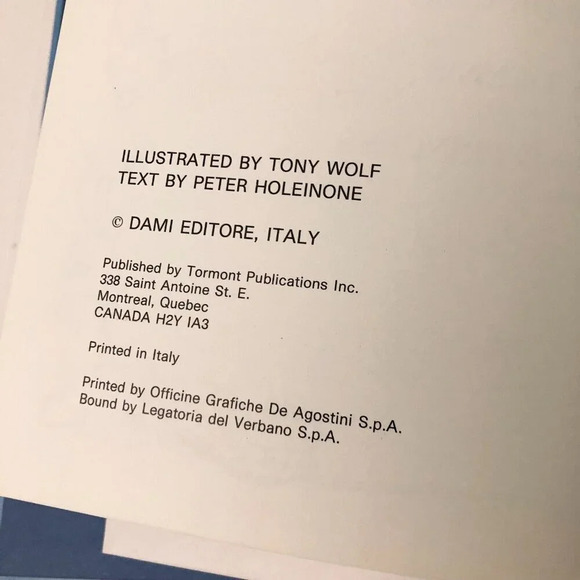 ILLUSTRATED BY TONY WOLF
TEXT BY PETER HOLEINONE
© DAMI EDITORE, ITALY
Published by Tormont Publications Inc.
338 Saint Antoine St. E.
Montreal, Quebec
CANADA H2Y IA3
Printed in Italy
Printed by Officine Grafiche De Agostini S.p.A.
Bound by Legatoria del Verbano S.p.A.